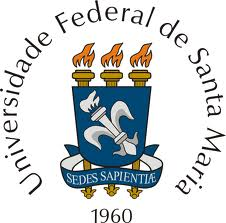 Universidade Federal de Santa Maria
SEDES SAPIENTIÆ
1960